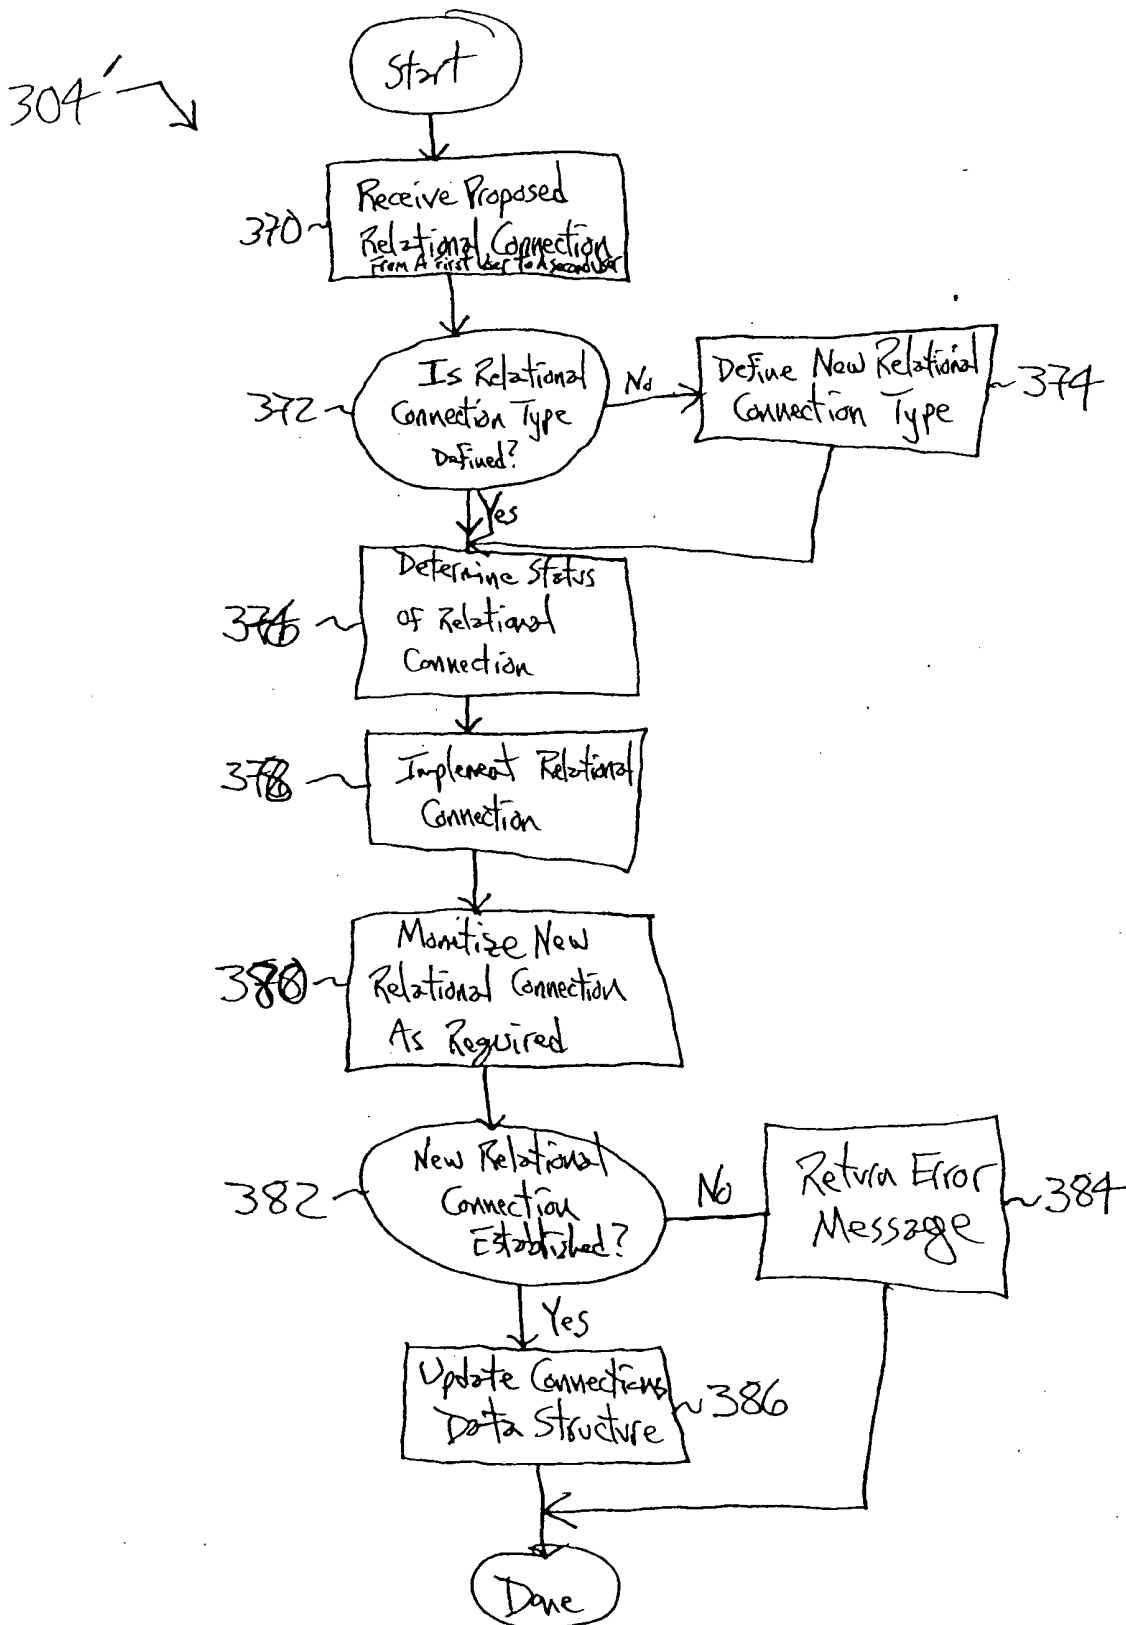 304'
Start
Receive Proposed
Relational Connection
From A First User To A Second User
370
Is Relational
Connection Type
Defined?
372
No
Define New Relational
Connection Type
374
Yes
Determine Status
of Relational
Connection
376
Implement Relational
Connection
378
Monitize New
Relational Connection
As Required
380
New Relational
Connection
Established?
382
No
Return Error
Message
384
Yes
Update Connections
Data Structure
386
Done